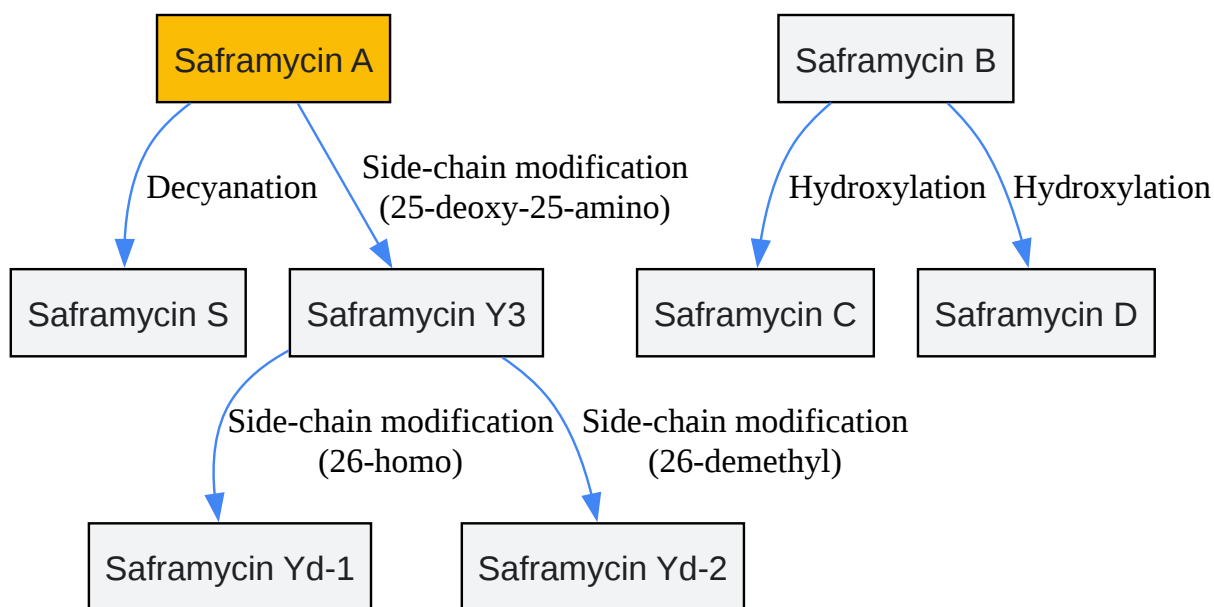 Saframycin A
Saframycin B
Decyanation
Side-chain modification
(25-deoxy-25-amino)
Hydroxylation
Hydroxylation
Saframycin S
Saframycin Y3
Saframycin C
Saframycin D
Side-chain modification
(26-homo)
Side-chain modification
(26-demethyl)
Saframycin Yd-1
Saframycin Yd-2